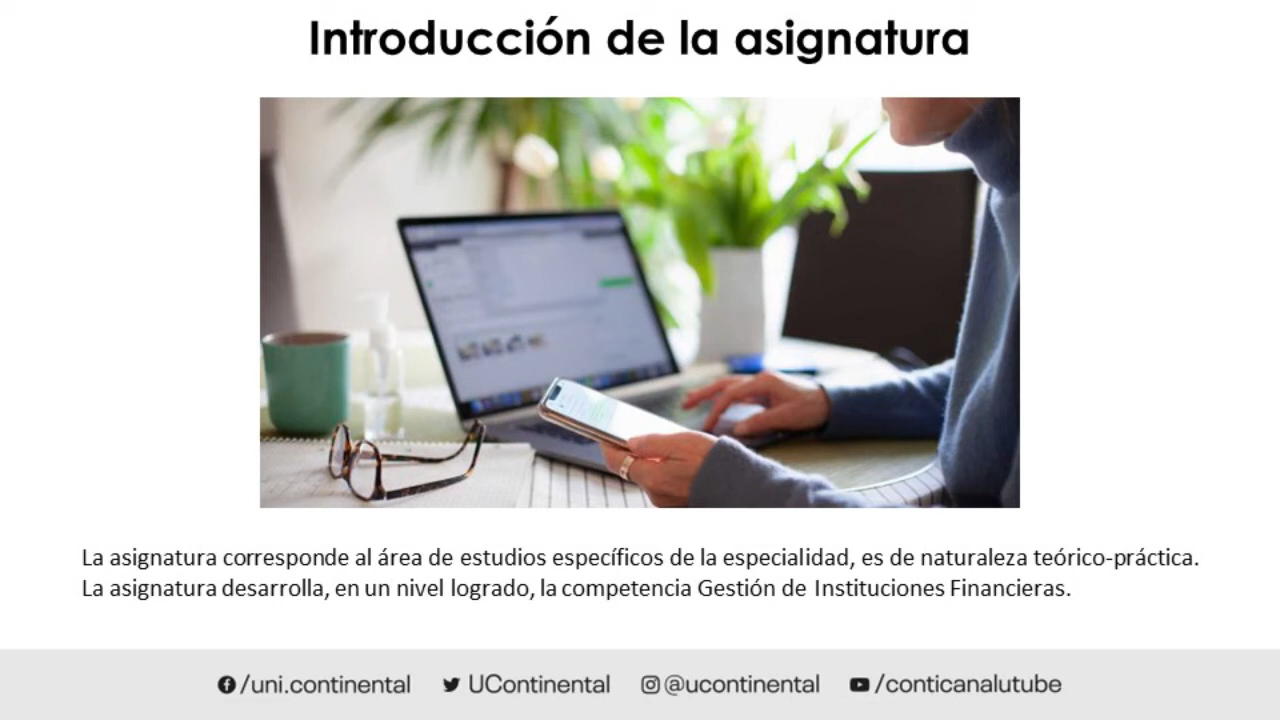 Introducción de la asignatura
La asignatura corresponde al área de estudios específicos de la especialidad, es de naturaleza teórico-práctica.
La asignatura desarrolla, en un nivel logrado, la competencia Gestión de Instituciones Financieras.
/uni.continental UContinental @ucontinental /conticanalutube